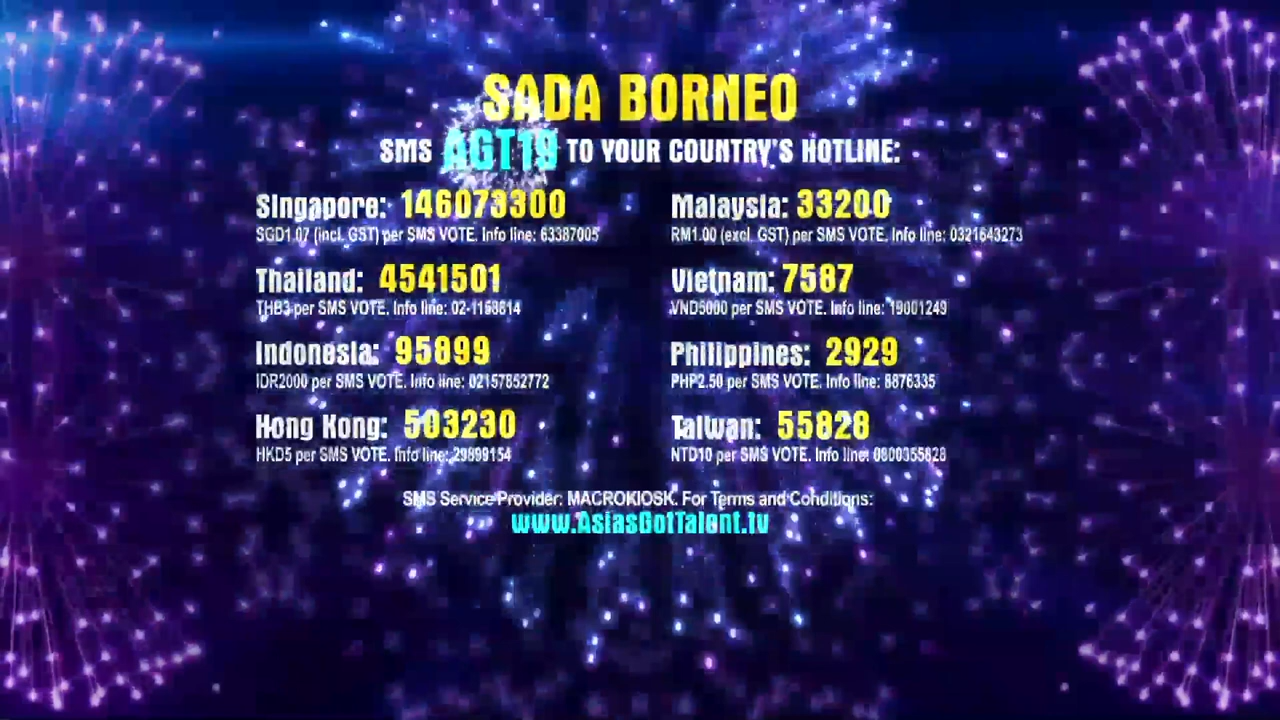 SADA BORNEO
SMS AGT19 TO YOUR COUNTRY'S HOTLINE:
Singapore: 146073300
SGD1.07 (incl. GST) per SMS VOTE. Info line: 63387005
Malaysia: 33200
RM1.00 (excl. GST) per SMS VOTE. Info line: 0321643273
Thailand: 4541501
THB3 per SMS VOTE. Info line: 02-1158614
Vietnam: 7587
VND5000 per SMS VOTE. Info line: 19001249
Indonesia: 95899
IDR2000 per SMS VOTE. Info line: 02157852772
Philippines: 2929
PHP2.50 per SMS VOTE. Info line: 8876335
Hong Kong: 503230
HKD5 per SMS VOTE. Info line: 29899154
Taiwan: 55828
NTD10 per SMS VOTE. Info line: 0800355828
SMS Service Provider: MACROKIOSK. For Terms and Conditions:
www.AsiasGotTalent.tv